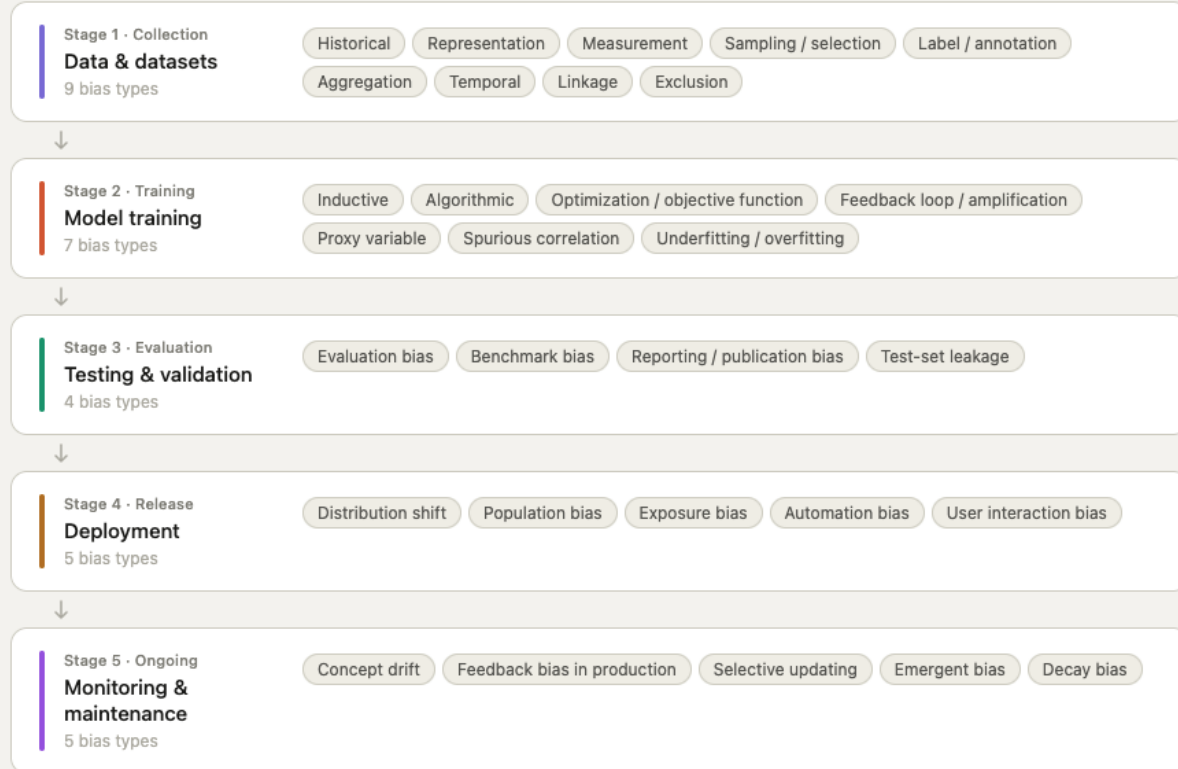 Stage 1 · Collection
Data & datasets
9 bias types
Historical
Representation
Measurement
Sampling / selection
Label / annotation
Aggregation
Temporal
Linkage
Exclusion
↓
Stage 2 · Training
Model training
7 bias types
Inductive
Algorithmic
Optimization / objective function
Feedback loop / amplification
Proxy variable
Spurious correlation
Underfitting / overfitting
↓
Stage 3 · Evaluation
Testing & validation
4 bias types
Evaluation bias
Benchmark bias
Reporting / publication bias
Test-set leakage
↓
Stage 4 · Release
Deployment
5 bias types
Distribution shift
Population bias
Exposure bias
Automation bias
User interaction bias
↓
Stage 5 · Ongoing
Monitoring &
maintenance
5 bias types
Concept drift
Feedback bias in production
Selective updating
Emergent bias
Decay bias